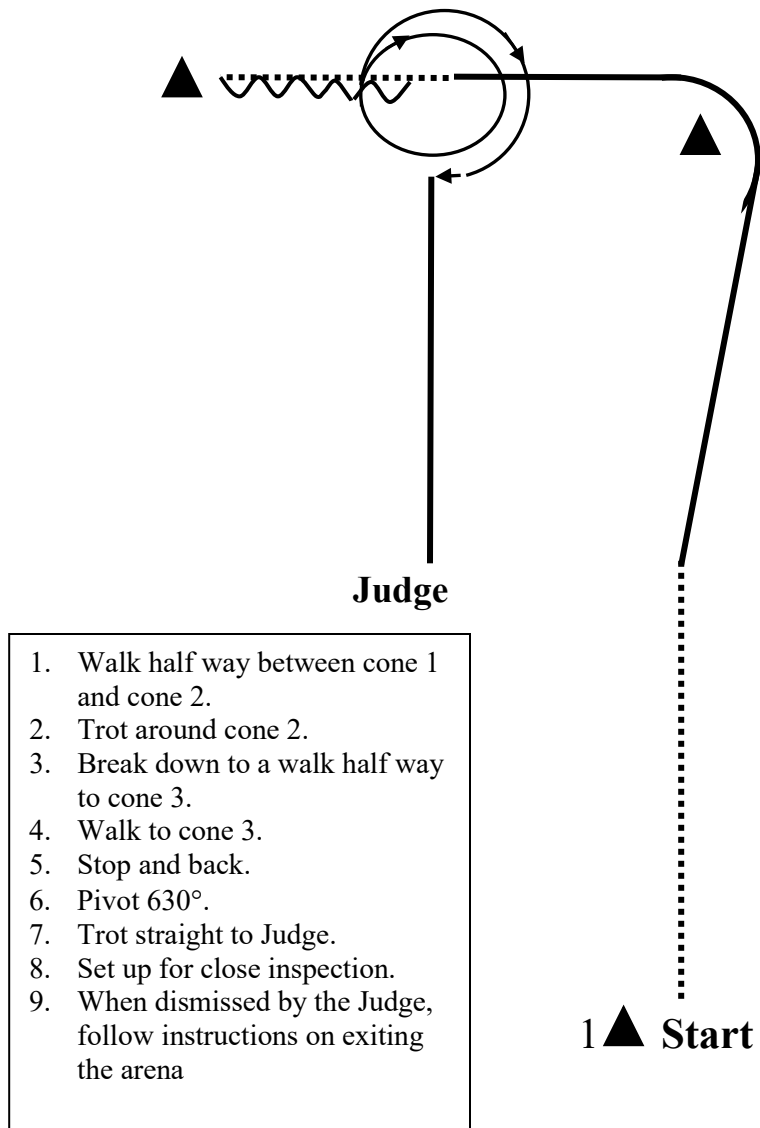 Judge
1. Walk half way between cone 1
and cone 2.
2. Trot around cone 2.
3. Break down to a walk half way
to cone 3.
4. Walk to cone 3.
5. Stop and back.
6. Pivot 630°.
7. Trot straight to Judge.
8. Set up for close inspection.
9. When dismissed by the Judge,
follow instructions on exiting
the arena
1 Start